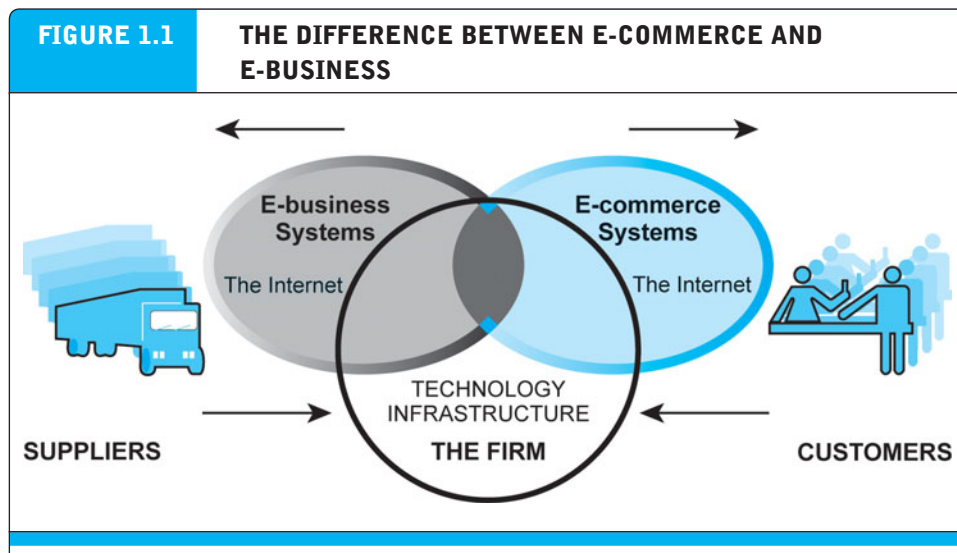 FIGURE 1.1
THE DIFFERENCE BETWEEN E-COMMERCE AND
E-BUSINESS
E-business
Systems
The Internet
E-commerce
Systems
The Internet
TECHNOLOGY
INFRASTRUCTURE
THE FIRM
SUPPLIERS
CUSTOMERS